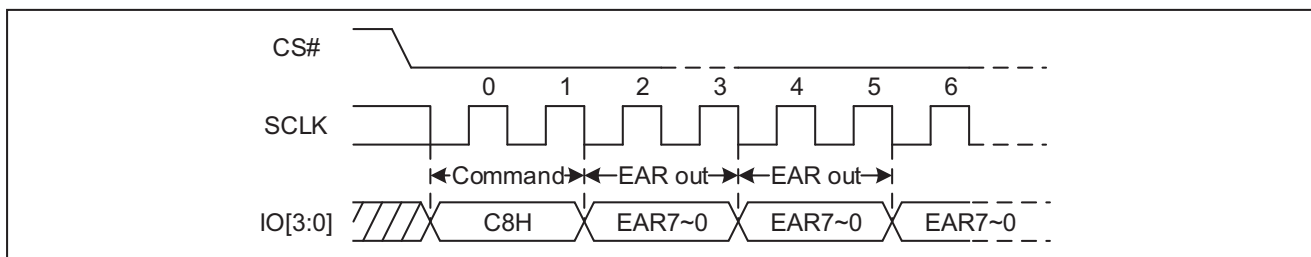 CS#
0 1 2 3 4 5 6
SCLK
Command EAR out EAR out
IO[3:0] C8H EAR7~0 EAR7~0 EAR7~0